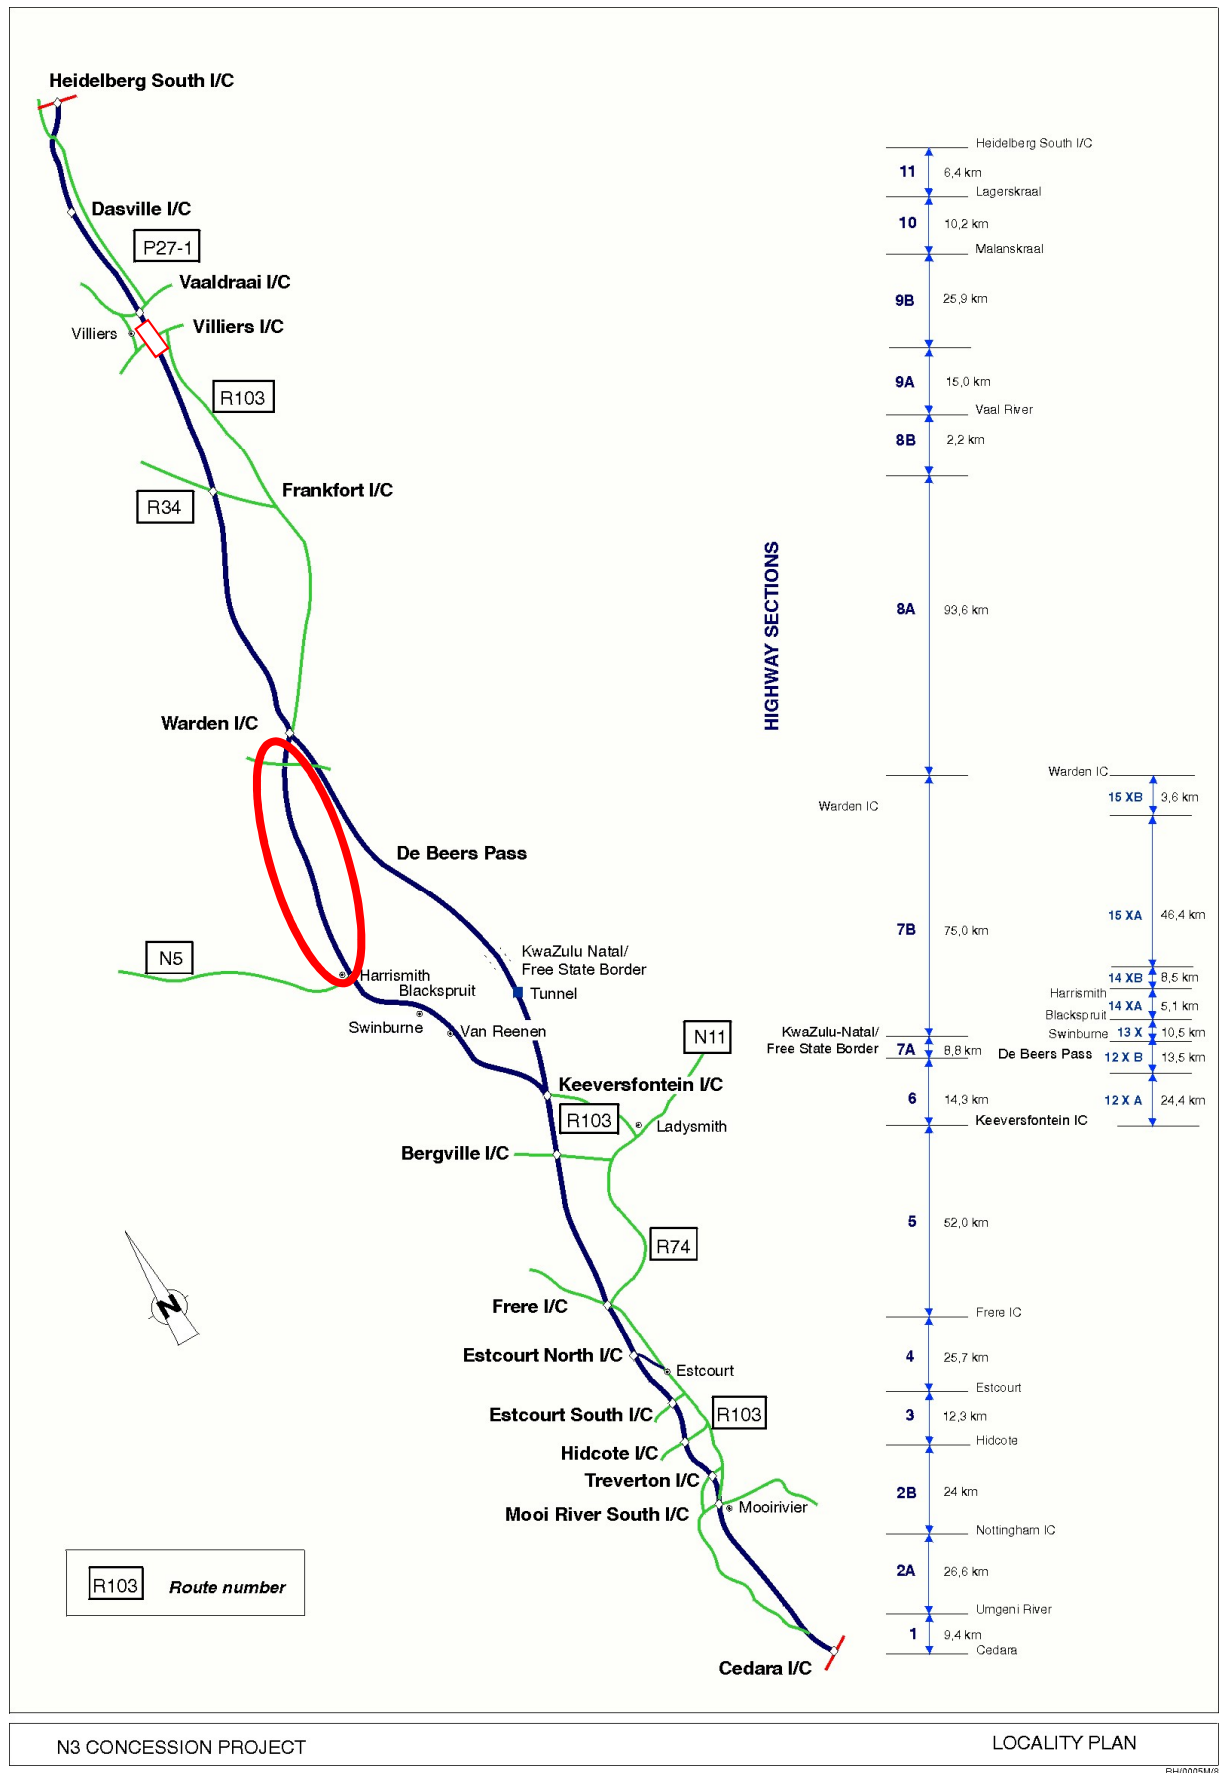 Heidelberg South I/C
Dasville I/C
P27-1
Vaaldraai I/C
Villiers
Villiers I/C
R103
Frankfort I/C
R34
Warden I/C
De Beers Pass
KwaZulu Natal/
Free State Border
N5
Harrismith
Blackspruit
Tunnel
Swinburne
Van Reenen
N11
Keeversfontein I/C
R103
Ladysmith
Bergville I/C
R74
N
Frere I/C
Estcourt North I/C
Estcourt
Estcourt South I/C
R103
Hidcote I/C
Treverton I/C
Mooi River South I/C
Mooirivier
R103 Route number
Cedara I/C
HIGHWAY SECTIONS
Heidelberg South I/C
11 6,4 km
Lagerskraal
10 10,2 km
Malanskraal
9B 25,9 km
9A 15,0 km
Vaal River
8B 2,2 km
8A 93,6 km
Warden IC
7B 75,0 km
KwaZulu-Natal/
Free State Border
7A 8,8 km
6 14,3 km
Keeversfontein IC
5 52,0 km
Frere IC
4 25,7 km
Estcourt
3 12,3 km
Hidcote
2B 24 km
Nottingham IC
2A 26,6 km
Umgeni River
1 9,4 km
Cedara
Warden IC
15 XB 3,6 km
15 XA 46,4 km
14 XB 8,5 km
Harrismith
14 XA 5,1 km
Blackspruit
Swinburne 13 X 10,5 km
De Beers Pass 12 X B 13,5 km
12 X A 24,4 km
N3 CONCESSION PROJECT
LOCALITY PLAN
RH/0005M/8